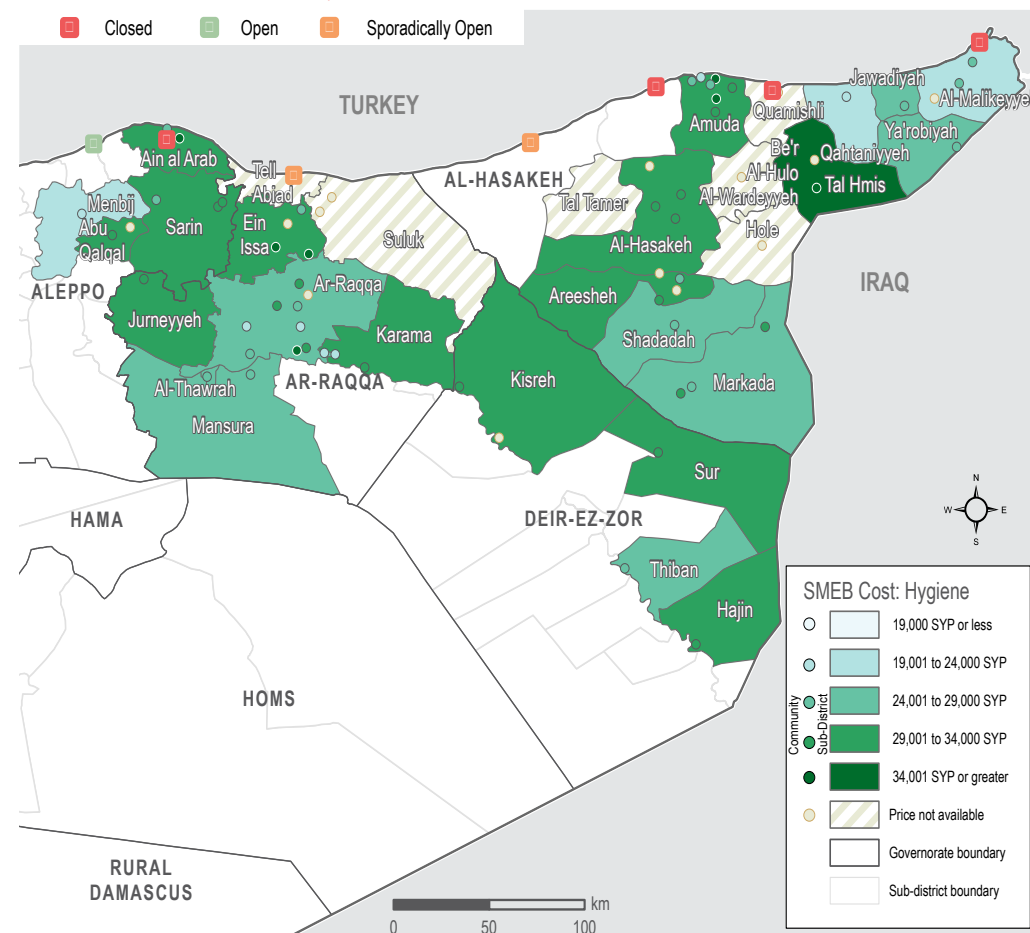 Closed
Open
Sporadically Open
TURKEY
Jawadiyah
Al-Malikeyye
Quamishli
Amuda
Ya'robiyah
Ain al Arab
Be'r
Al-Hulo
Al-Wardeyyeh
Qahtaniyyeh
Tell
Abiad
AL-HASAKEH
Tal Hmis
Menbij
Tal Tamer
Abu
Qalqal
Sarin
Ein
Issa
Suluk
Hole
Al-Hasakeh
ALEPPO
Ar-Raqqa
IRAQ
Areesheh
Jurneyyeh
Karama
Shadadah
Kisreh
Markada
AR-RAQQA
Al-Thawrah
Mansura
Sur
HAMA
DEIR-EZ-ZOR
Thiban
Hajin
HOMS
RURAL
DAMASCUS
N
W
E
S
SMEB Cost: Hygiene
Community
Sub-District
19,000 SYP or less
19,001 to 24,000 SYP
24,001 to 29,000 SYP
29,001 to 34,000 SYP
34,001 SYP or greater
Price not available
Governorate boundary
Sub-district boundary
km
0
50
100